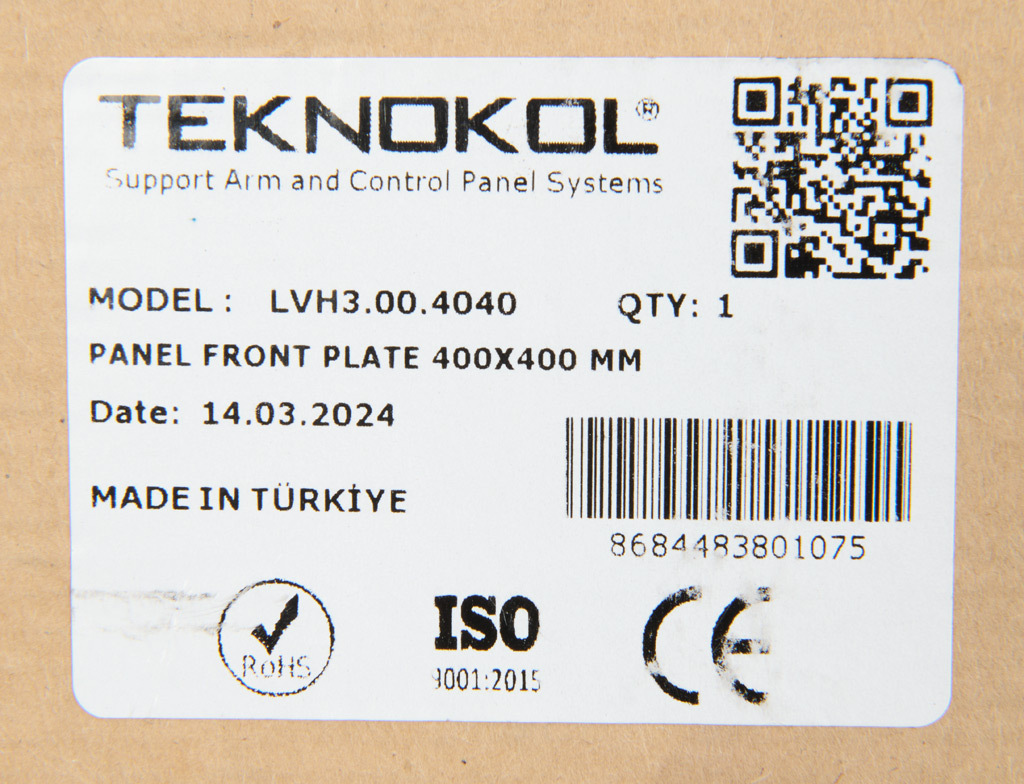 TEKNOKOL®
Support Arm and Control Panel Systems
MODEL : LVH3.00.4040 QTY: 1
PANEL FRONT PLATE 400X400 MM
Date: 14.03.2024
MADE IN TÜRKİYE
8684483801075
RoHS
ISO
9001:2015
CE